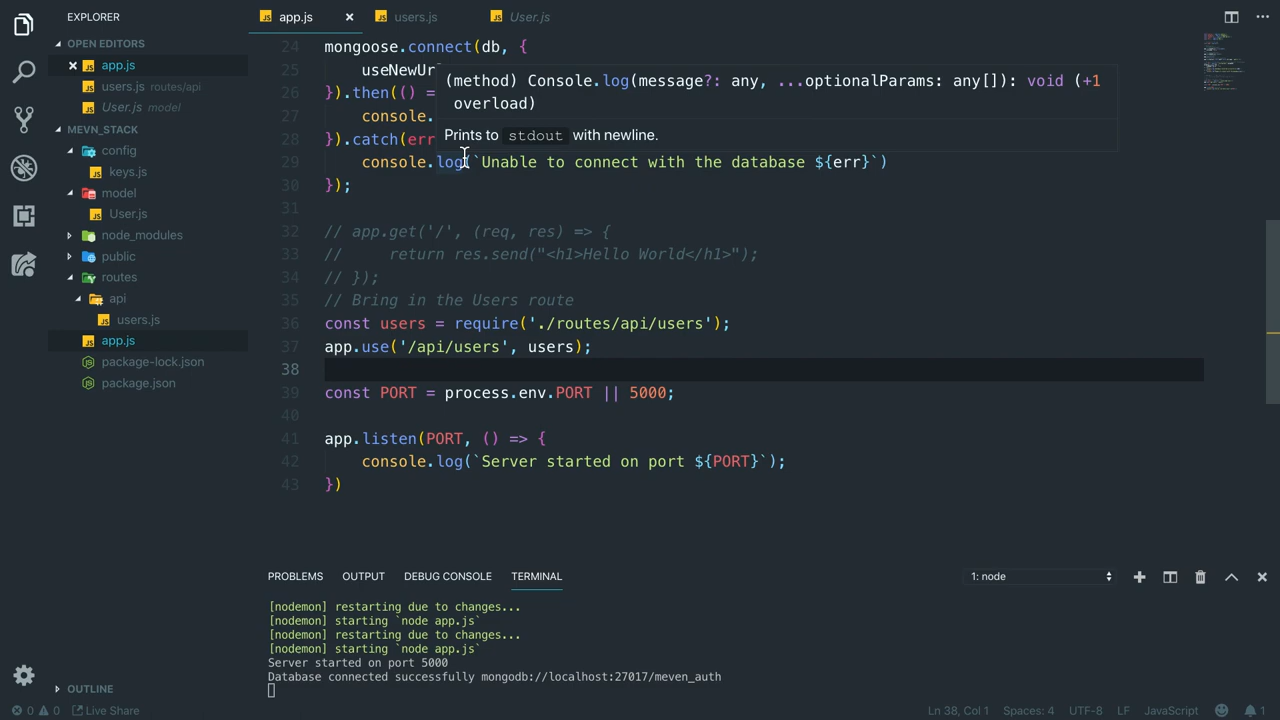 EXPLORER
OPEN EDITORS
app.js
users.js routes/api
User.js model
MEVN_STACK
config
keys.js
model
User.js
node_modules
public
routes
api
users.js
app.js
package-lock.json
package.json
OUTLINE
app.js
users.js
User.js
24 mongoose.connect(db, {
25 useNewUr
26 }).then(() =
27 console.
28 }).catch(err
(method) Console.log(message?: any, ...optionalParams: any[]): void (+1
overload)
Prints to stdout with newline.
29 console.log(`Unable to connect with the database ${err}`)
30 });
31
32 // app.get('/', (req, res) => {
33 // return res.send("<h1>Hello World</h1>");
34 // });
35 // Bring in the Users route
36 const users = require('./routes/api/users');
37 app.use('/api/users', users);
38
39 const PORT = process.env.PORT || 5000;
40
41 app.listen(PORT, () => {
42 console.log(`Server started on port ${PORT}`);
43 })
PROBLEMS OUTPUT DEBUG CONSOLE TERMINAL 1: node
[nodemon] restarting due to changes...
[nodemon] starting `node app.js`
[nodemon] restarting due to changes...
[nodemon] starting `node app.js`
Server started on port 5000
Database connected successfully mongodb://localhost:27017/meven_auth
0 0 Live Share Ln 38, Col 1 Spaces: 4 UTF-8 LF JavaScript 1